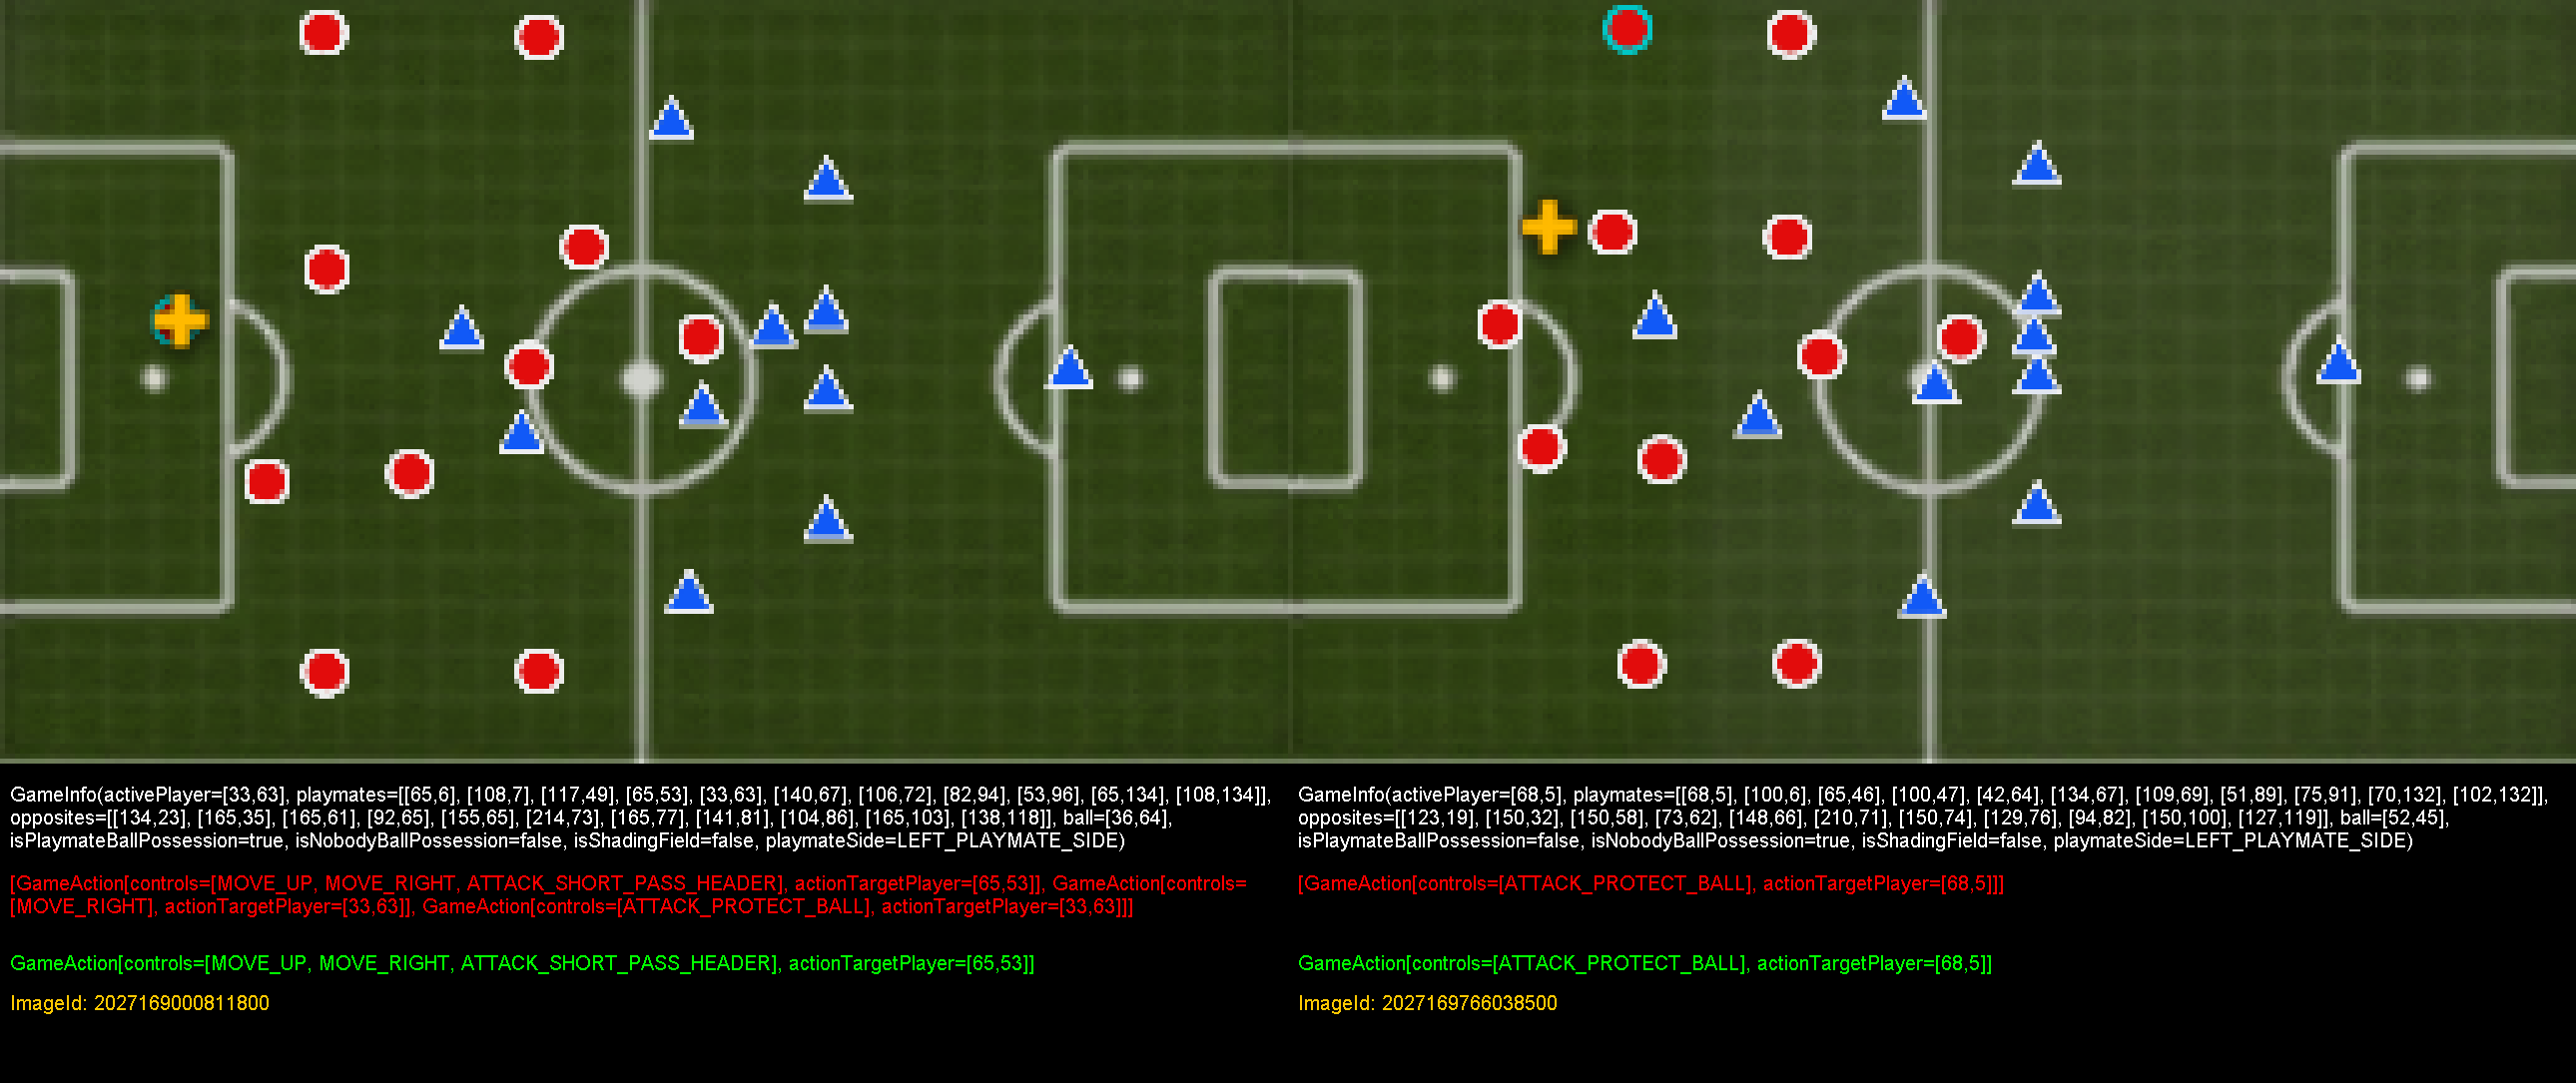 GameInfo(activePlayer=[33,63], playmates=[[65,6], [108,7], [117,49], [65,53], [33,63], [140,67], [106,72], [82,94], [53,96], [65,134], [108,134]],
opposites=[[134,23], [165,35], [165,61], [92,65], [155,65], [214,73], [165,77], [141,81], [104,86], [165,103], [138,118]], ball=[36,64],
isPlaymateBallPossession=true, isNobodyBallPossession=false, isShadingField=false, playmateSide=LEFT_PLAYMATE_SIDE)
[GameAction[controls=[MOVE_UP, MOVE_RIGHT, ATTACK_SHORT_PASS_HEADER], actionTargetPlayer=[65,53]], GameAction[controls=
[MOVE_RIGHT], actionTargetPlayer=[33,63]], GameAction[controls=[ATTACK_PROTECT_BALL], actionTargetPlayer=[33,63]]]
GameAction[controls=[MOVE_UP, MOVE_RIGHT, ATTACK_SHORT_PASS_HEADER], actionTargetPlayer=[65,53]]
ImageId: 2027169000811800
GameInfo(activePlayer=[68,5], playmates=[[68,5], [100,6], [65,46], [100,47], [42,64], [134,67], [109,69], [51,89], [75,91], [70,132], [102,132]],
opposites=[[123,19], [150,32], [150,58], [73,62], [148,66], [210,71], [150,74], [129,76], [94,82], [150,100], [127,119]], ball=[52,45],
isPlaymateBallPossession=false, isNobodyBallPossession=true, isShadingField=false, playmateSide=LEFT_PLAYMATE_SIDE)
[GameAction[controls=[ATTACK_PROTECT_BALL], actionTargetPlayer=[68,5]]]
GameAction[controls=[ATTACK_PROTECT_BALL], actionTargetPlayer=[68,5]]
ImageId: 2027169766038500